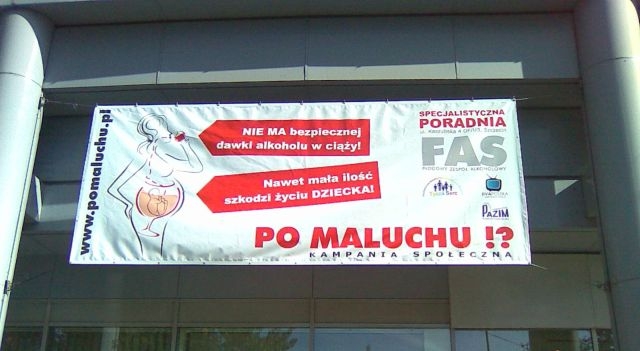 www.pomaluchu.pl
NIE MA bezpiecznej
dawki alkoholu w ciąży!
Nawet mała ilość
szkodzi życiu DZIECKA!
PO MALUCHU !?
KAMPANIA SPOŁECZNA
SPECJALISTYCZNA
PORADNIA
FAS
PŁODOWY ZESPÓŁ ALKOHOLOWY
PAZIM